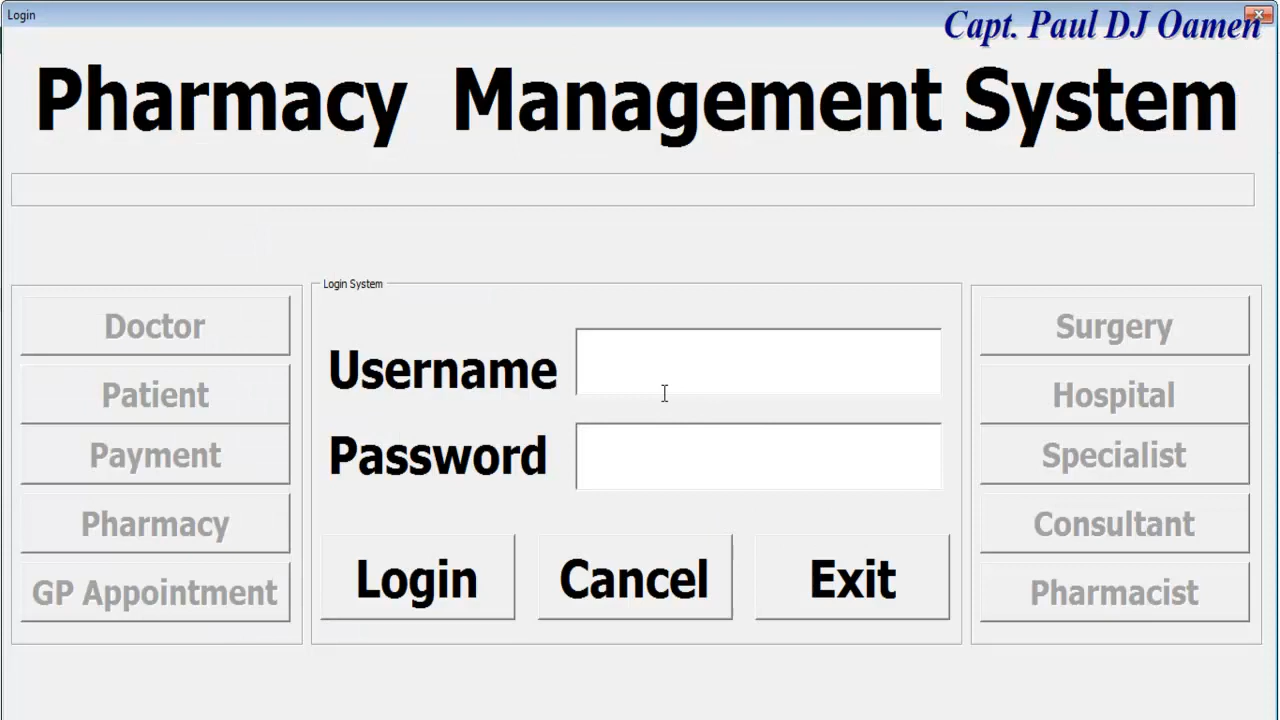 Login
Capt. Paul DJ Oamen
Pharmacy Management System
Login System
Doctor
Patient
Payment
Pharmacy
GP Appointment
Username
Password
Login
Cancel
Exit
Surgery
Hospital
Specialist
Consultant
Pharmacist